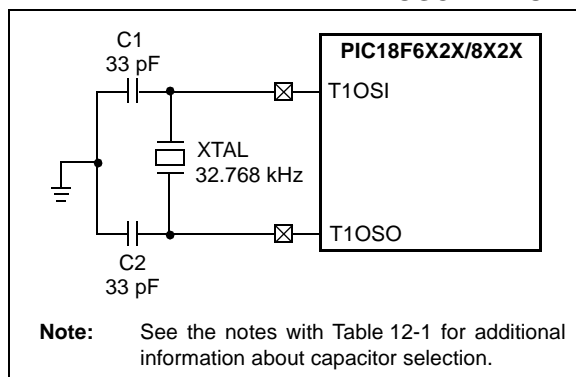 C1
33 pF
PIC18F6X2X/8X2X
T1OSI
XTAL
32.768 kHz
T1OSO
C2
33 pF
Note: See the notes with Table 12-1 for additional
information about capacitor selection.